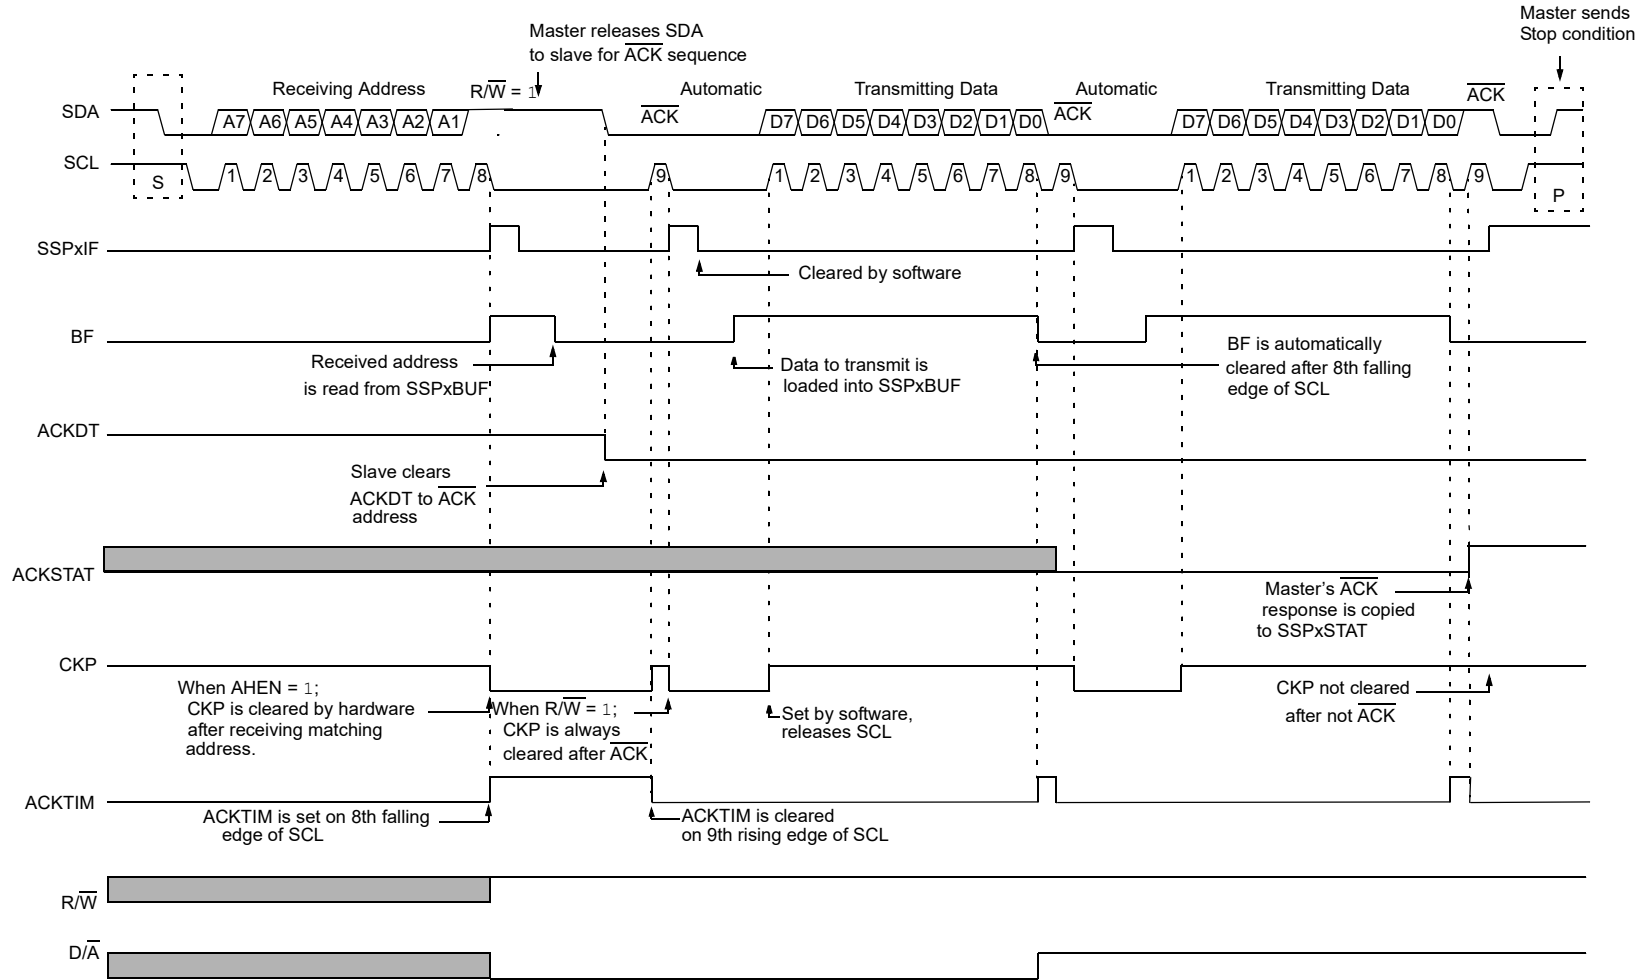 Master sends
Stop condition
Master releases SDA
to slave for ACK sequence
Receiving Address R/W = 1 Automatic Transmitting Data Automatic Transmitting Data ACK
SDA A7 A6 A5 A4 A3 A2 A1 ACK D7 D6 D5 D4 D3 D2 D1 D0 ACK D7 D6 D5 D4 D3 D2 D1 D0
SCL S 1 2 3 4 5 6 7 8 9 1 2 3 4 5 6 7 8 9 1 2 3 4 5 6 7 8 9 P
SSPxIF
Cleared by software
BF
Received address
is read from SSPxBUF
Data to transmit is
loaded into SSPxBUF
BF is automatically
cleared after 8th falling
edge of SCL
ACKDT
Slave clears
ACKDT to ACK
address
ACKSTAT
Master's ACK
response is copied
to SSPxSTAT
CKP
When AHEN = 1;
CKP is cleared by hardware
after receiving matching
address.
When R/W = 1;
CKP is always
cleared after ACK
Set by software,
releases SCL
CKP not cleared
after not ACK
ACKTIM
ACKTIM is set on 8th falling
edge of SCL
ACKTIM is cleared
on 9th rising edge of SCL
R/W
D/A